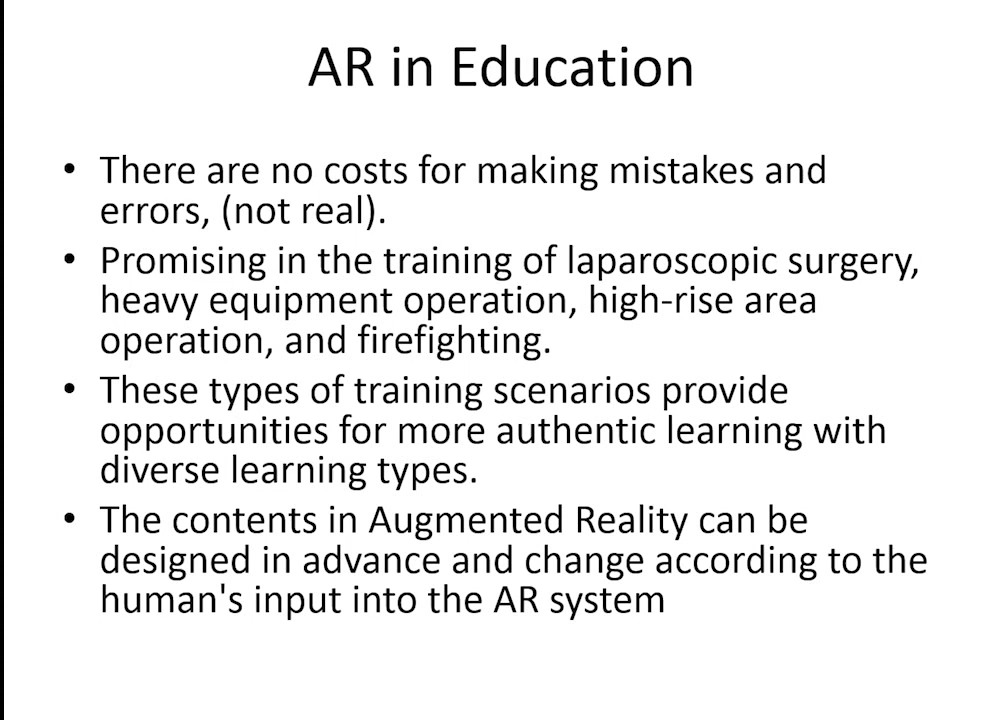 AR in Education
• There are no costs for making mistakes and
errors, (not real).
• Promising in the training of laparoscopic surgery,
heavy equipment operation, high-rise area
operation, and firefighting.
• These types of training scenarios provide
opportunities for more authentic learning with
diverse learning types.
• The contents in Augmented Reality can be
designed in advance and change according to the
human's input into the AR system